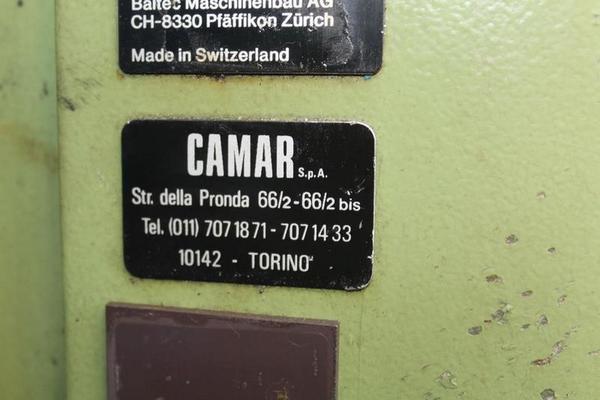 Baltec Maschinenbau AG
CH-8330 Pfäffikon Zürich
Made in Switzerland
CAMAR S.p.A.
Str. della Pronda 66/2-66/2 bis
Tel. (011) 707 18 71 - 707 14 33
10142 - TORINO